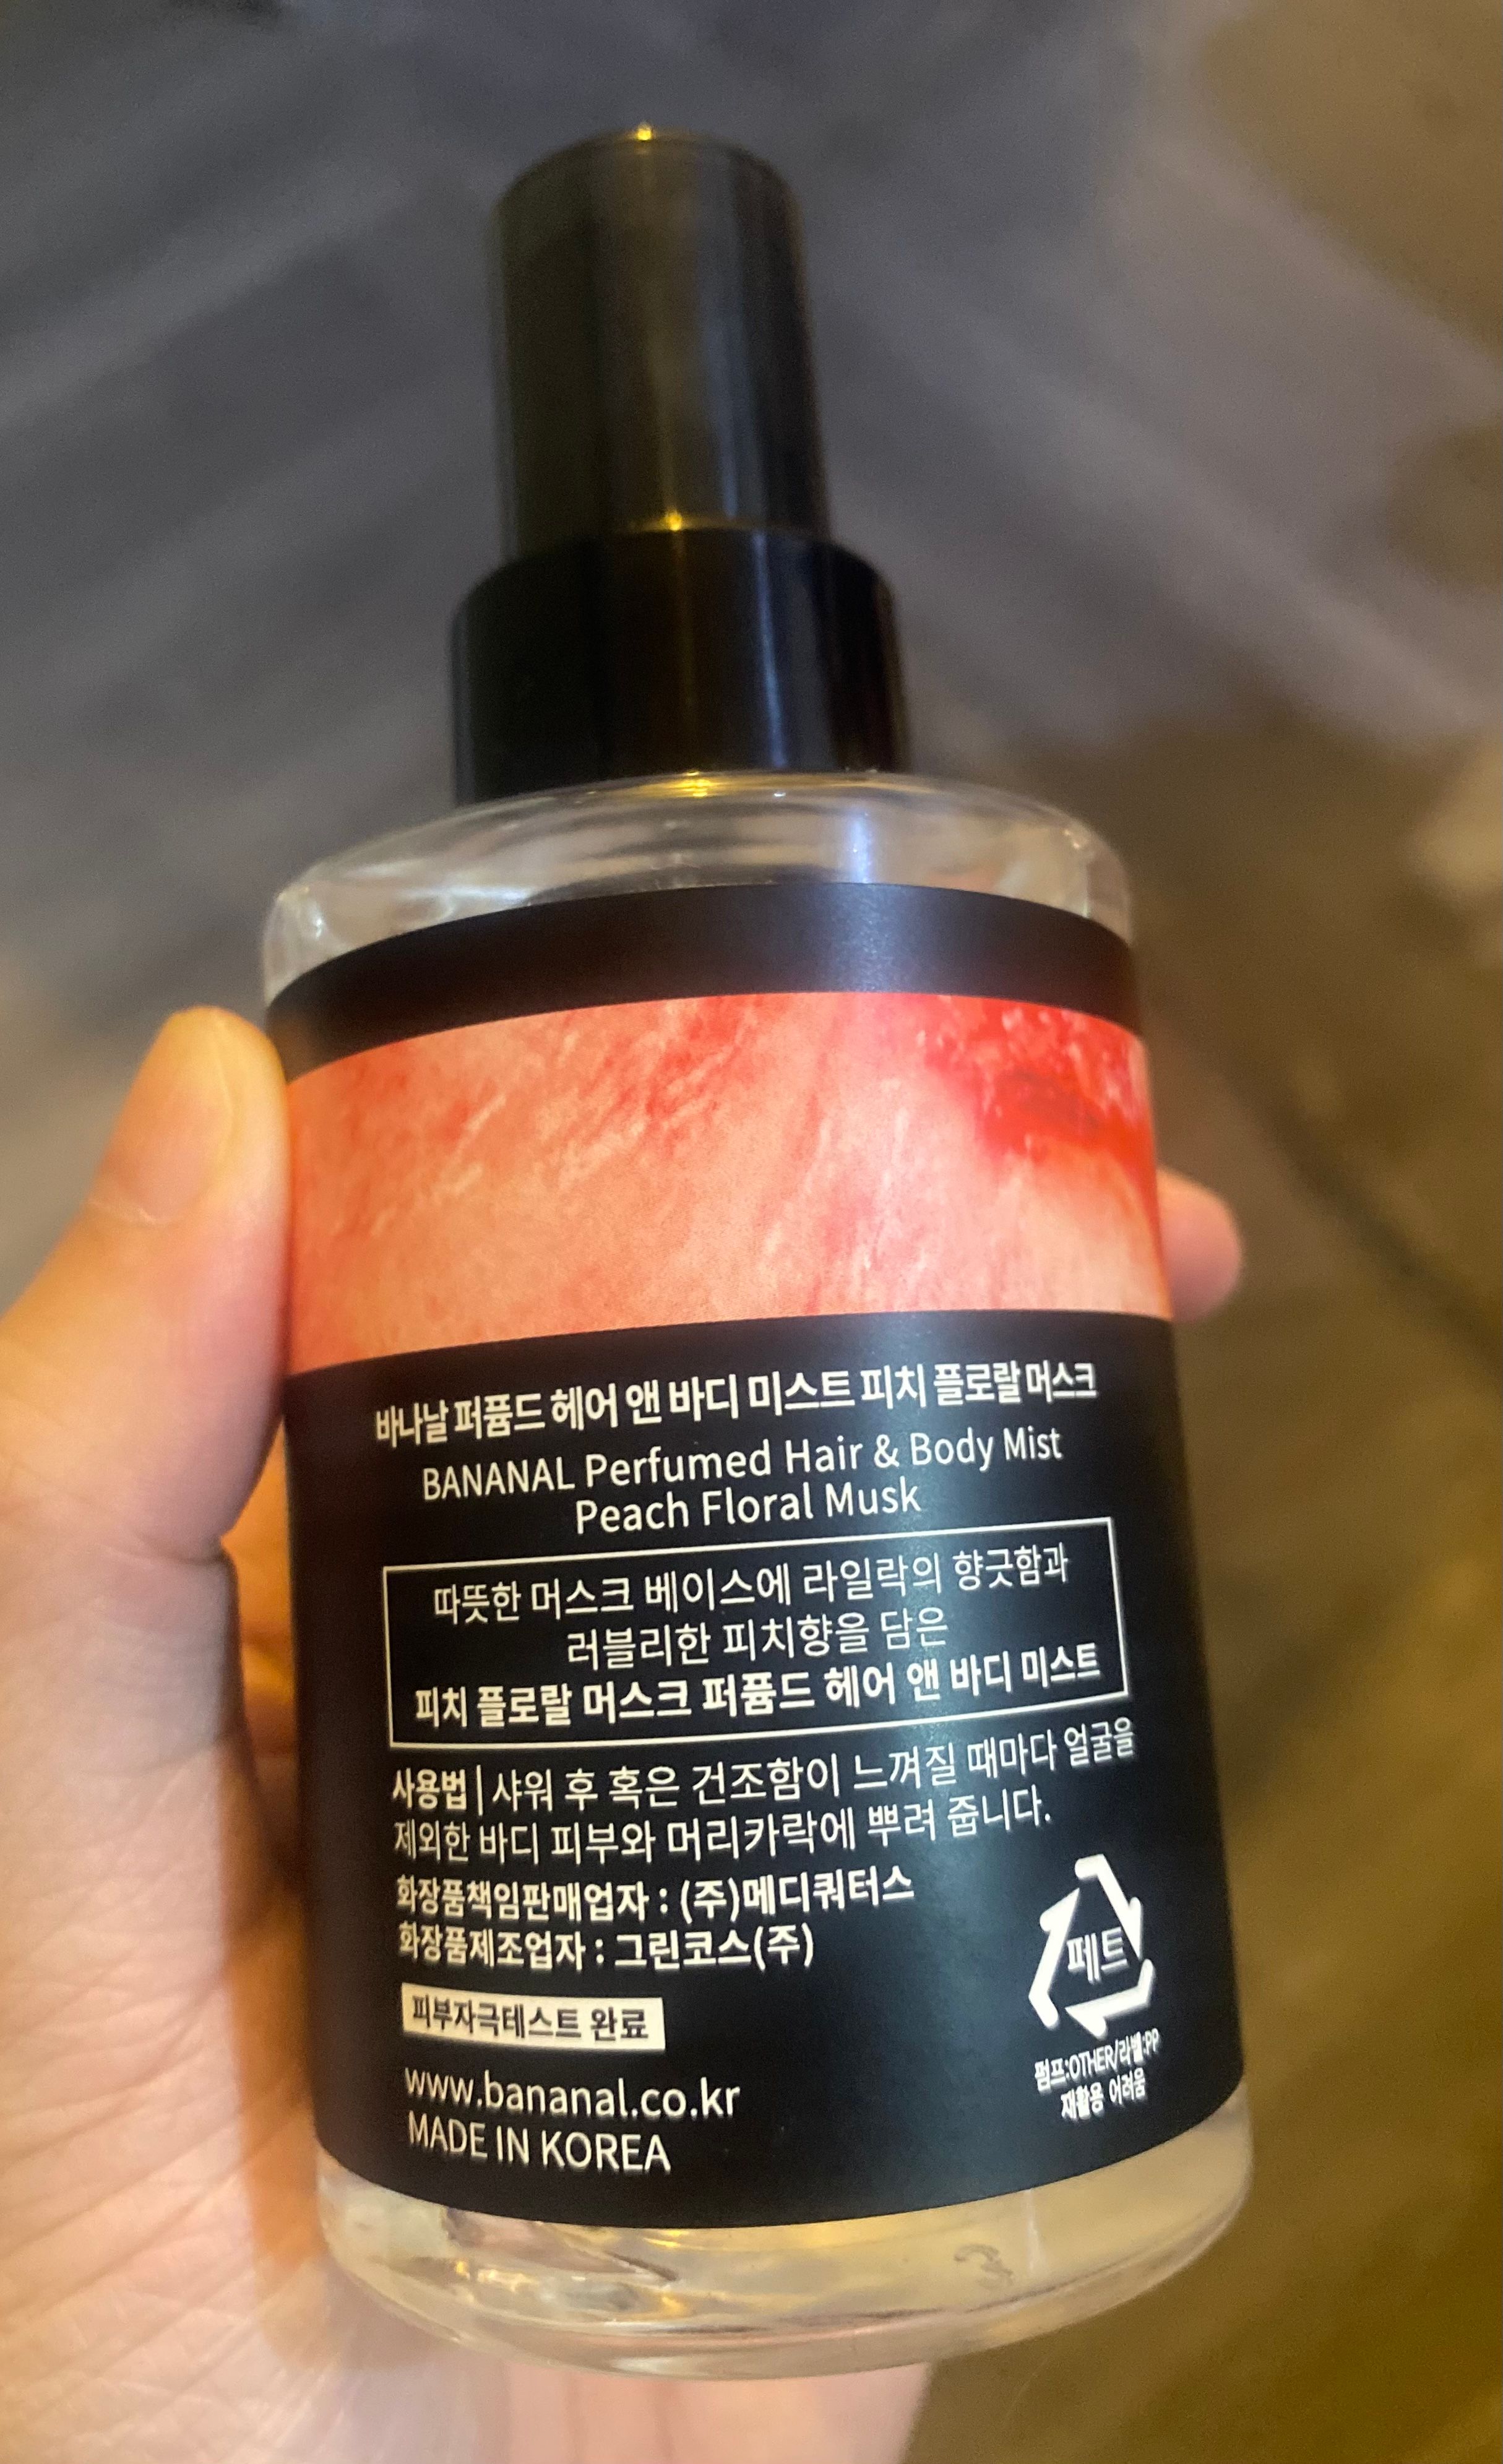 바나날 퍼퓸드 헤어 앤 바디 미스트 피치 플로랄 머스크
BANANAL Perfumed Hair & Body Mist
Peach Floral Musk
따뜻한 머스크 베이스에 라일락의 향긋함과
러블리한 피치향을 담은
피치 플로랄 머스크 퍼퓸드 헤어 앤 바디 미스트
사용법 | 샤워 후 혹은 건조함이 느껴질 때마다 얼굴을
제외한 바디 피부와 머리카락에 뿌려 줍니다.
화장품책임판매업자 : (주)메디쿼터스
화장품제조업자 : 그린코스(주)
피부자극테스트 완료
www.bananal.co.kr
MADE IN KOREA
페트
펌프:OTHER/라벨:PP
재활용 어려움